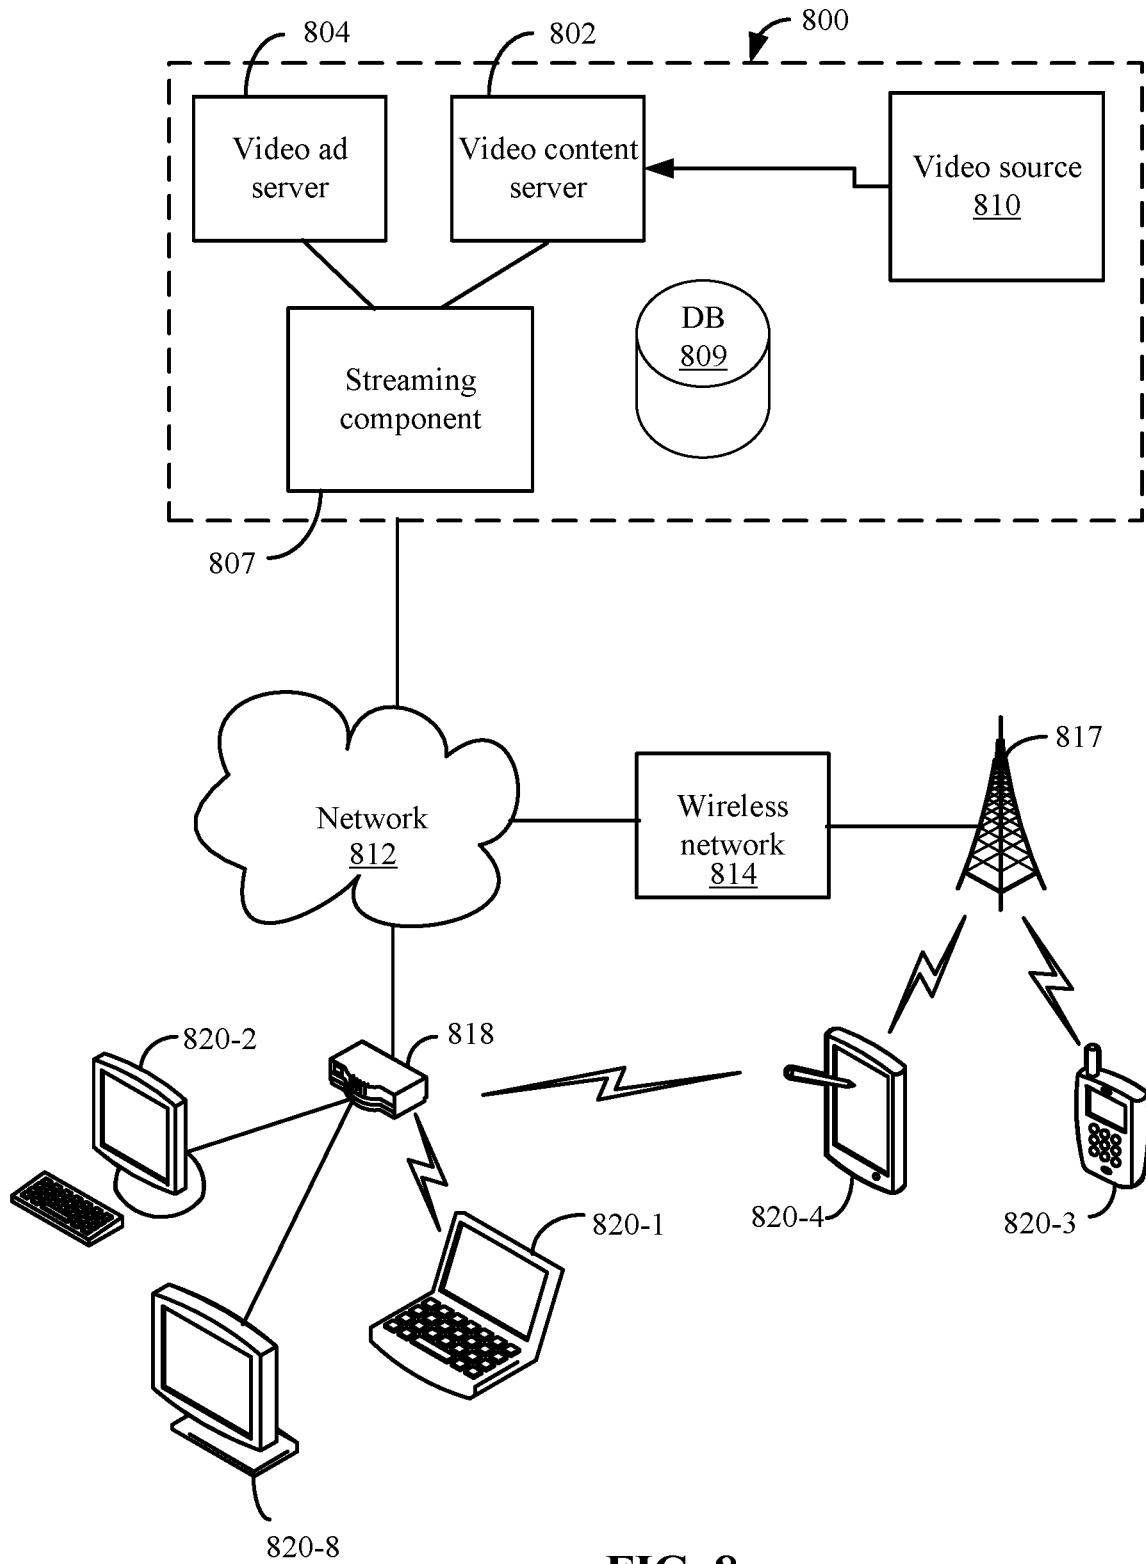 804
802
800
Video ad
server
Video content
server
Video source
810
DB
809
Streaming
component
807
817
Network
812
Wireless
network
814
820-2
818
820-1
820-4
820-3
820-8
FIG. 8